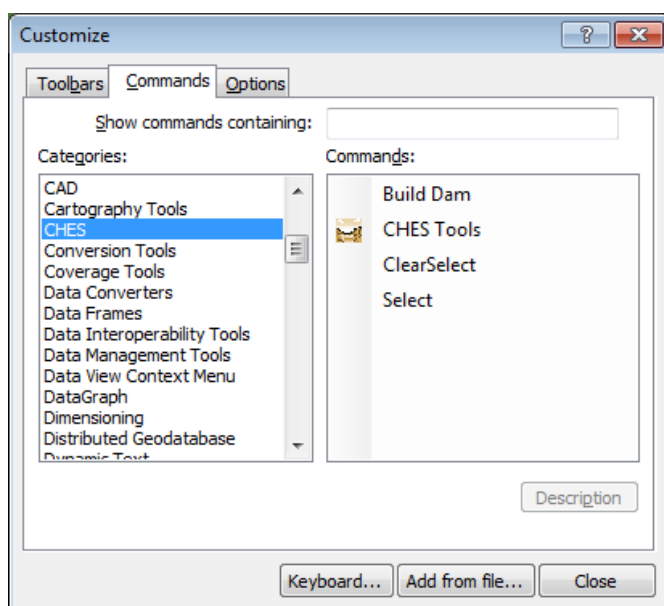 Customize
Toolbars Commands Options
Show commands containing:
Categories:
CAD
Cartography Tools
CHES
Conversion Tools
Coverage Tools
Data Converters
Data Frames
Data Interoperability Tools
Data Management Tools
Data View Context Menu
DataGraph
Dimensioning
Distributed Geodatabase
Dynamic Text
Commands:
Build Dam
CHES Tools
ClearSelect
Select
Description
Keyboard... Add from file... Close